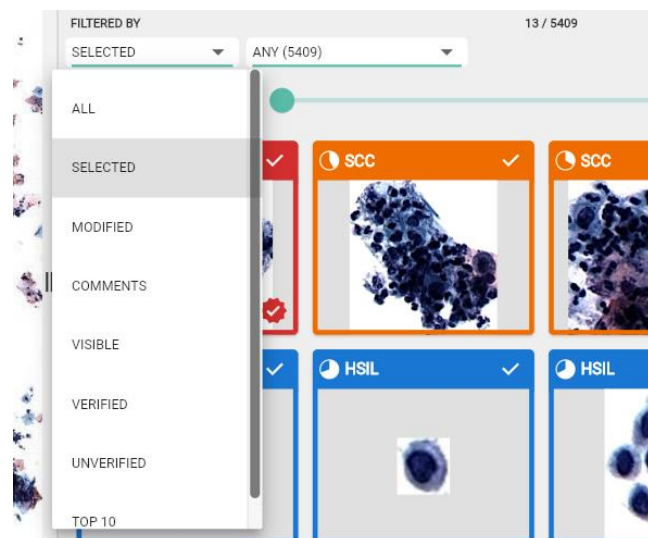 FILTERED BY
13 / 5409
SELECTED
ANY (5409)
ALL
SELECTED
MODIFIED
COMMENTS
VISIBLE
VERIFIED
UNVERIFIED
TOP 10
SCC
SCC
HSIL
HSIL